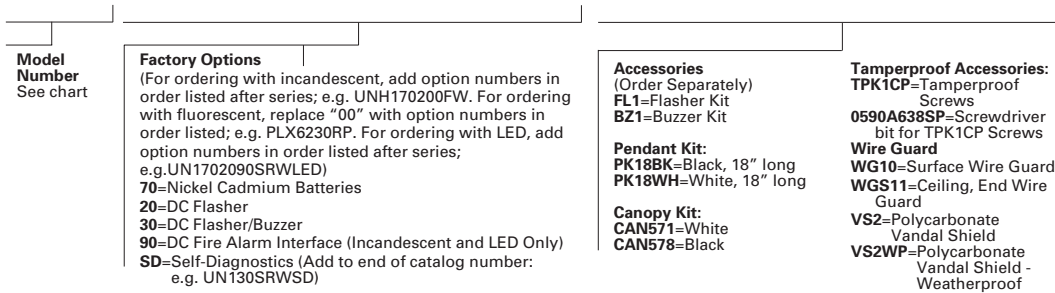 Model
Number
See chart
Factory Options
(For ordering with incandescent, add option numbers in
order listed after series; e.g. UNH170200FW. For ordering
with fluorescent, replace “00” with option numbers in
order listed; e.g. PLX6230RP. For ordering with LED, add
option numbers in order listed after series;
e.g.UN1702090SRWLED)
70=Nickel Cadmium Batteries
20=DC Flasher
30=DC Flasher/Buzzer
90=DC Fire Alarm Interface (Incandescent and LED Only)
SD=Self-Diagnostics (Add to end of catalog number:
e.g. UN130SRWSD)
Accessories
(Order Separately)
FL1=Flasher Kit
BZ1=Buzzer Kit
Pendant Kit:
PK18BK=Black, 18” long
PK18WH=White, 18” long
Canopy Kit:
CAN571=White
CAN578=Black
Tamperproof Accessories:
TPK1CP=Tamperproof
Screws
0590A638SP=Screwdriver
bit for TPK1CP Screws
Wire Guard
WG10=Surface Wire Guard
WGS11=Ceiling, End Wire
Guard
VS2=Polycarbonate
Vandal Shield
VS2WP=Polycarbonate
Vandal Shield -
Weatherproof